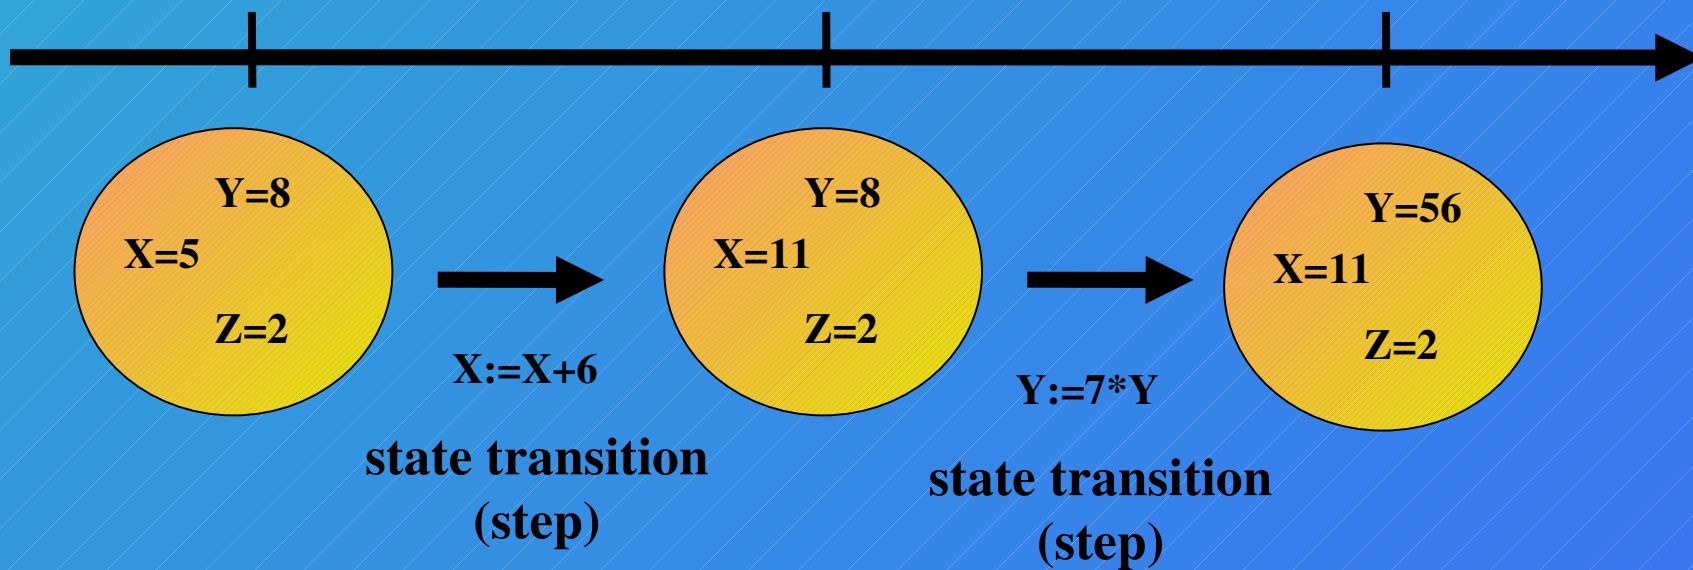 Y=8
X=5
Z=2
X:=X+6
state transition
(step)
Y=8
X=11
Z=2
Y:=7*Y
state transition
(step)
Y=56
X=11
Z=2